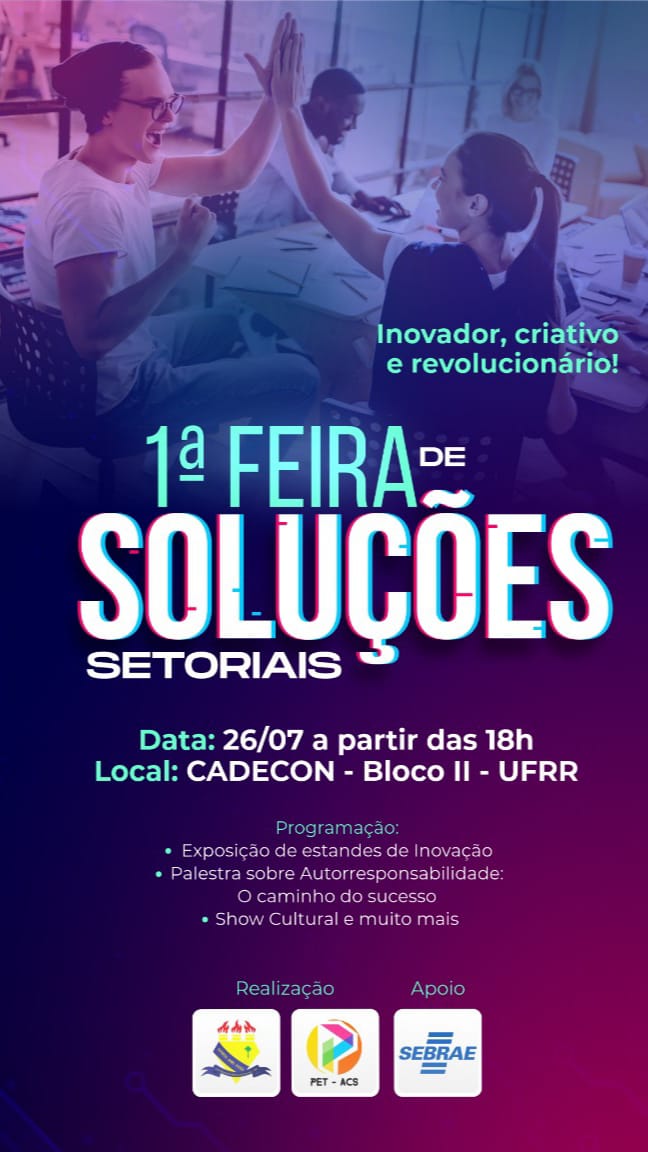 Inovador, criativo
e revolucionário!
1ª FEIRA DE
SOLUÇÕES
SETORIAIS
Data: 26/07 a partir das 18h
Local: CADECON - Bloco II - UFRR
Programação:
• Exposição de estandes de Inovação
• Palestra sobre Autorresponsabilidade:
O caminho do sucesso
• Show Cultural e muito mais
Realização Apoio
PET - ACS
SEBRAE